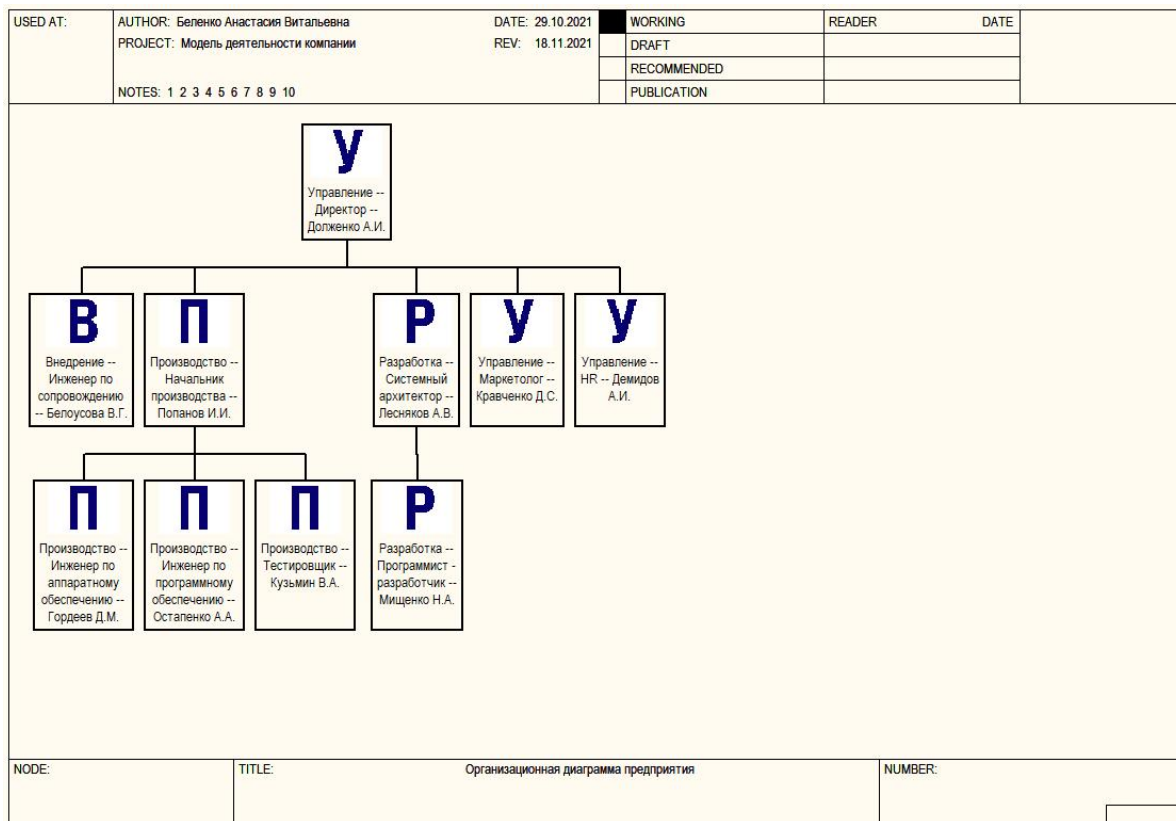 USED AT:
AUTHOR: Беленко Анастасия Витальевна
DATE: 29.10.2021
PROJECT: Модель деятельности компании
REV: 18.11.2021
NOTES: 1 2 3 4 5 6 7 8 9 10
WORKING
DRAFT
RECOMMENDED
PUBLICATION
READER
DATE
У
Управление --
Директор --
Долженко А.И.
В
Внедрение --
Инженер по
сопровождению
-- Белоусова В.Г.
П
Производство --
Начальник
производства --
Попанов И.И.
Р
Разработка --
Системный
архитектор --
Лесняков А.В.
У
Управление --
Маркетолог --
Кравченко Д.С.
У
Управление --
HR -- Демидов
А.И.
П
Производство --
Инженер по
аппаратному
обеспечению --
Гордеев Д.М.
П
Производство --
Инженер по
программному
обеспечению --
Остапенко А.А.
П
Производство --
Тестировщик --
Кузьмин В.А.
Р
Разработка --
Программист -
разработчик --
Мищенко Н.А.
NODE:
TITLE:
Организационная диаграмма предприятия
NUMBER: